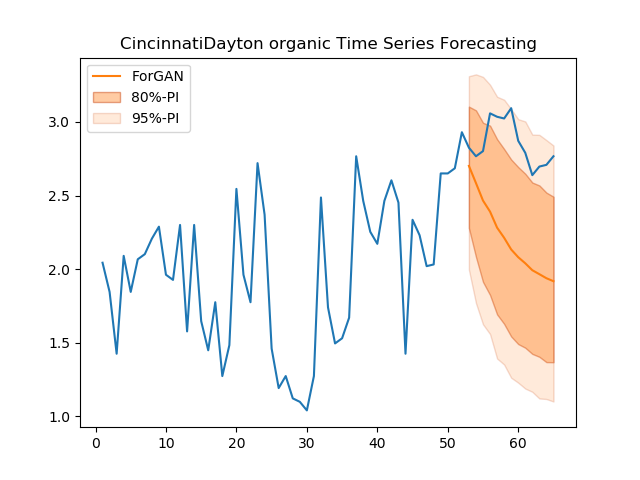 CincinnatiDayton organic Time Series Forecasting
ForGAN
80%-PI
95%-PI
3.0
2.5
2.0
1.5
1.0
0 10 20 30 40 50 60